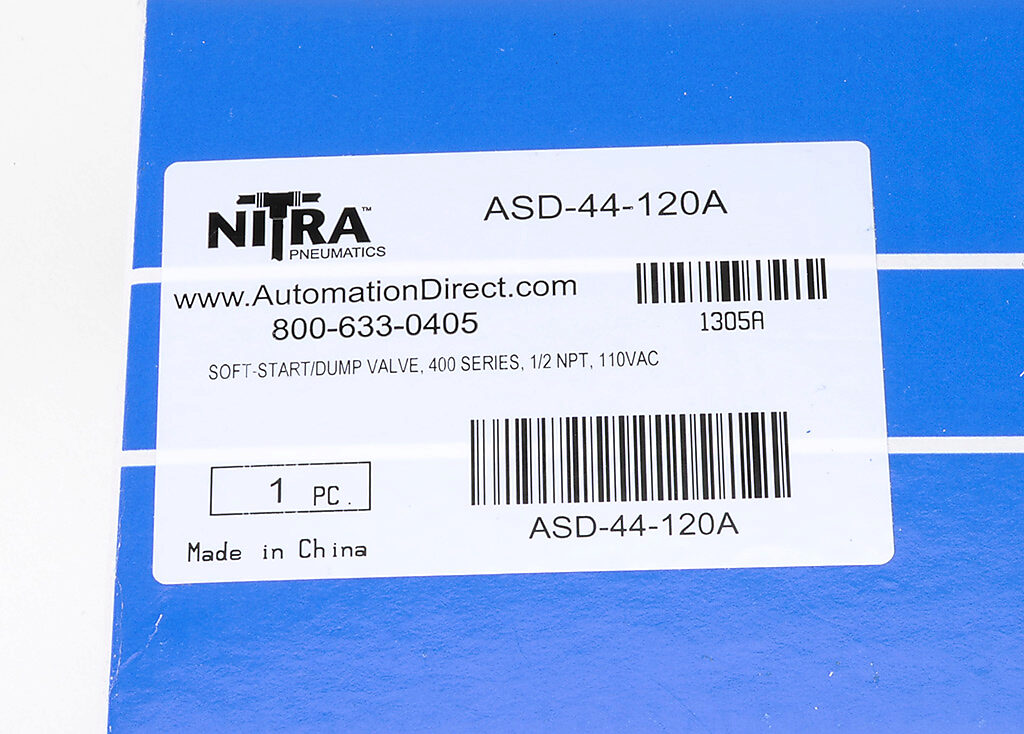 NITRA™
PNEUMATICS
ASD-44-120A
www.AutomationDirect.com
800-633-0405
1305A
SOFT-START/DUMP VALVE, 400 SERIES, 1/2 NPT, 110VAC
1 PC.
ASD-44-120A
Made in China